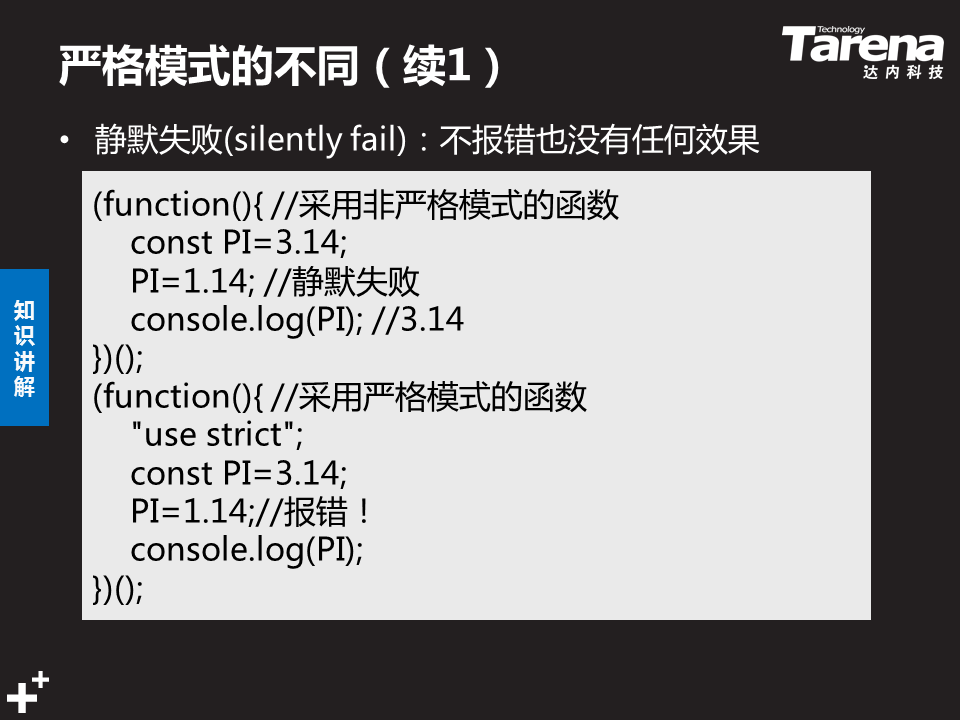 严格模式的不同（续1）
Technology
Tarena
达内科技
• 静默失败(silently fail)：不报错也没有任何效果
(function(){ //采用非严格模式的函数
const PI=3.14;
PI=1.14; //静默失败
console.log(PI); //3.14
})();
(function(){ //采用严格模式的函数
"use strict";
const PI=3.14;
PI=1.14;//报错！
console.log(PI);
})();
知
识
讲
解